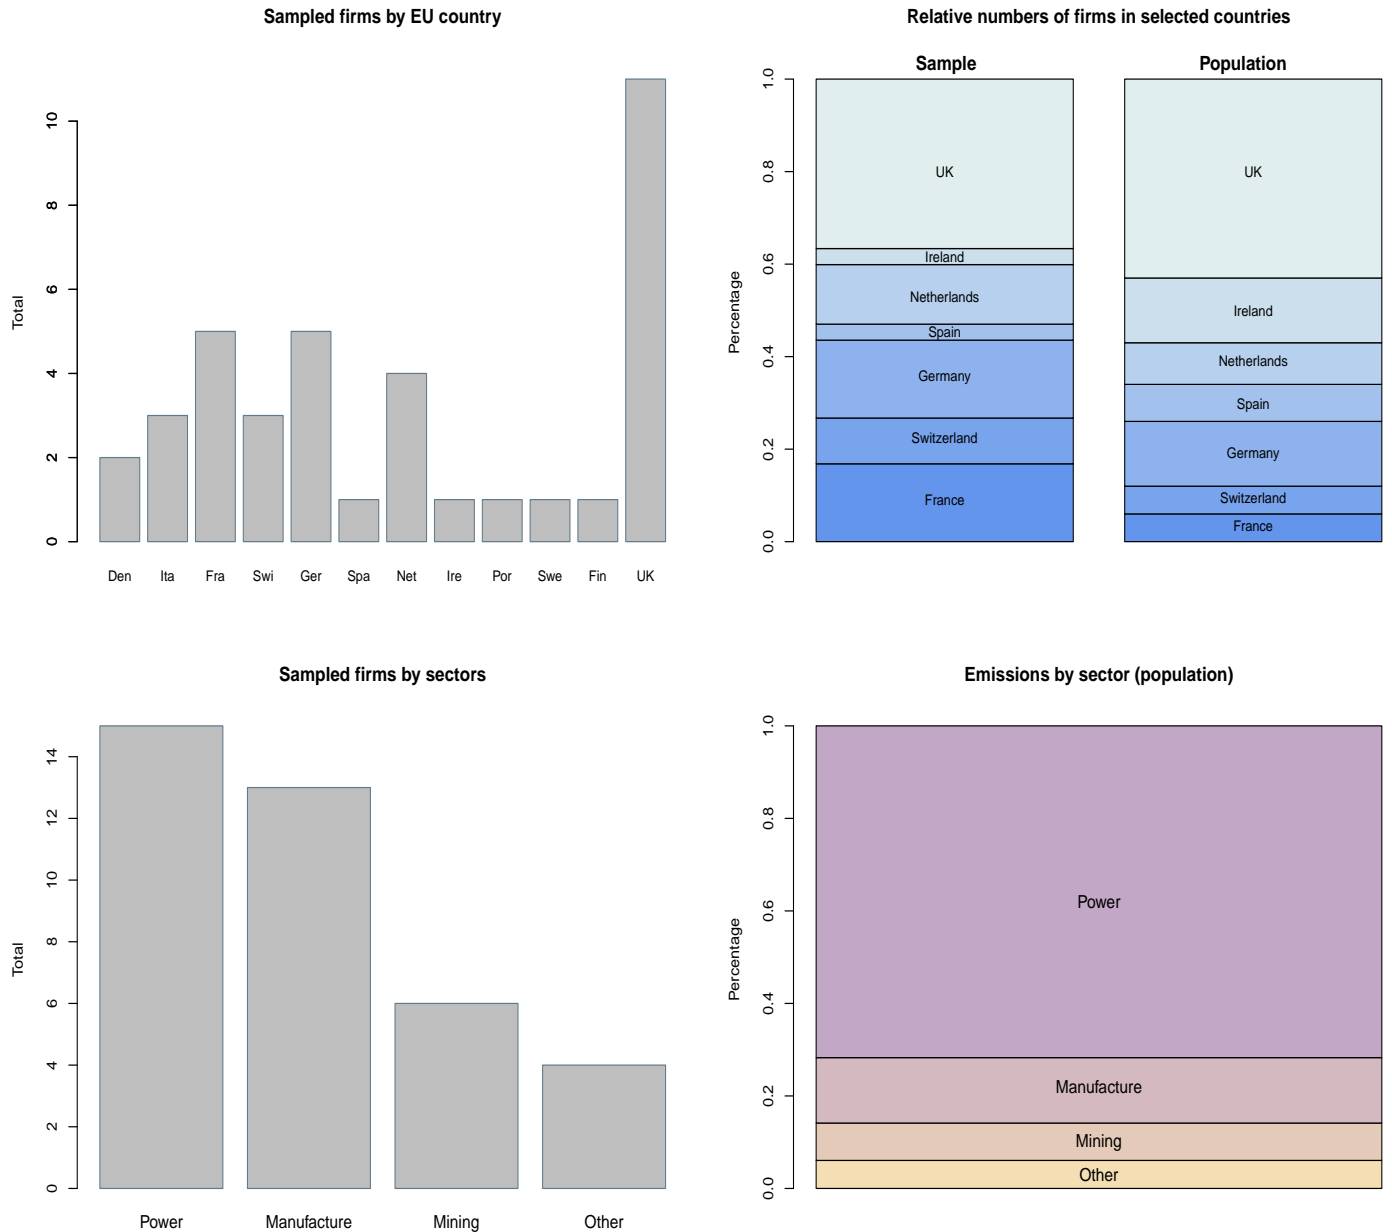 Sampled firms by EU country
Total
0 2 4 6 8 10
Den Ita Fra Swi Ger Spa Net Ire Por Swe Fin UK
Relative numbers of firms in selected countries
Sample Population
Percentage
0.0 0.2 0.4 0.6 0.8 1.0
UK
Ireland
Netherlands
Spain
Germany
Switzerland
France
UK
Ireland
Netherlands
Spain
Germany
Switzerland
France
Sampled firms by sectors
Total
0 2 4 6 8 10 12 14
Power Manufacture Mining Other
Emissions by sector (population)
Percentage
0.0 0.2 0.4 0.6 0.8 1.0
Power
Manufacture
Mining
Other